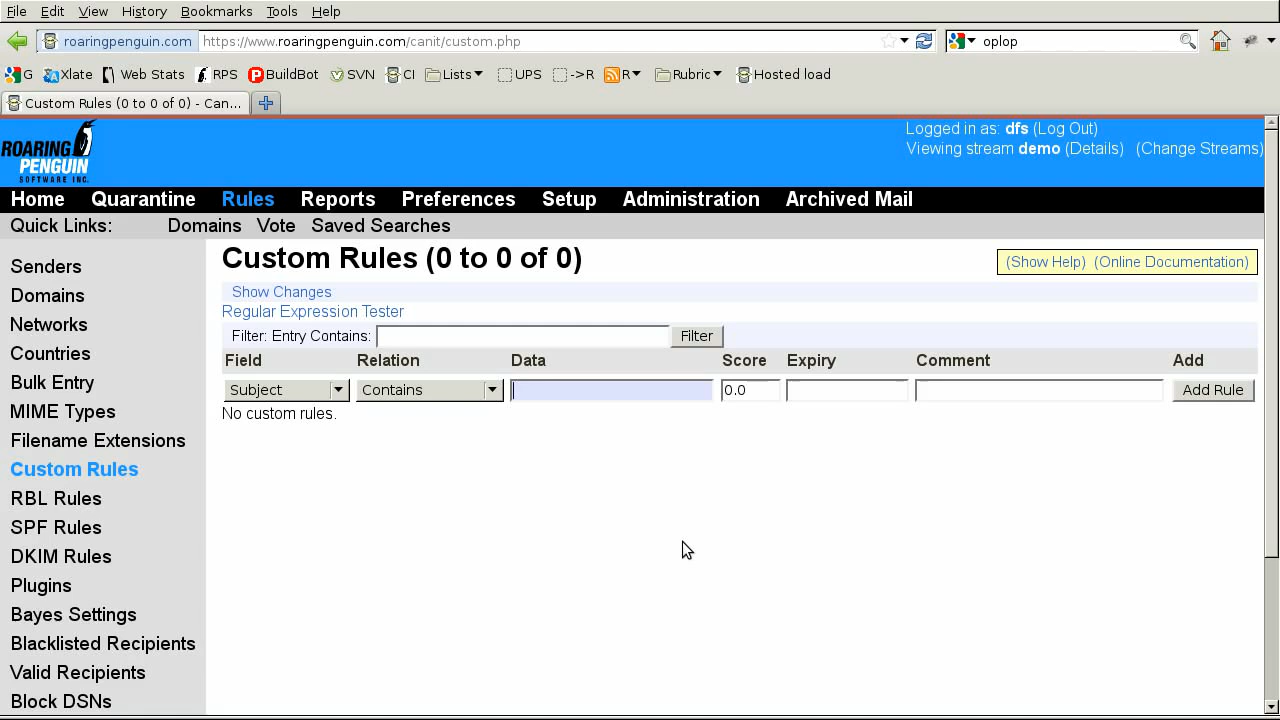 File Edit View History Bookmarks Tools Help
roaringpenguin.com https://www.roaringpenguin.com/canit/custom.php oplop
G Xlate Web Stats RPS BuildBot SVN CI Lists UPS ->R R Rubric Hosted load
Custom Rules (0 to 0 of 0) - Can...
ROARING
PENGUIN
SOFTWARE INC.
Logged in as: dfs (Log Out)
Viewing stream demo (Details) (Change Streams)
Home Quarantine Rules Reports Preferences Setup Administration Archived Mail
Quick Links: Domains Vote Saved Searches
Senders
Domains
Networks
Countries
Bulk Entry
MIME Types
Filename Extensions
Custom Rules
RBL Rules
SPF Rules
DKIM Rules
Plugins
Bayes Settings
Blacklisted Recipients
Valid Recipients
Block DSNs
Custom Rules (0 to 0 of 0)
(Show Help) (Online Documentation)
Show Changes
Regular Expression Tester
Filter: Entry Contains: Filter
Field Relation Data Score Expiry Comment Add
Subject Contains 0.0 Add Rule
No custom rules.